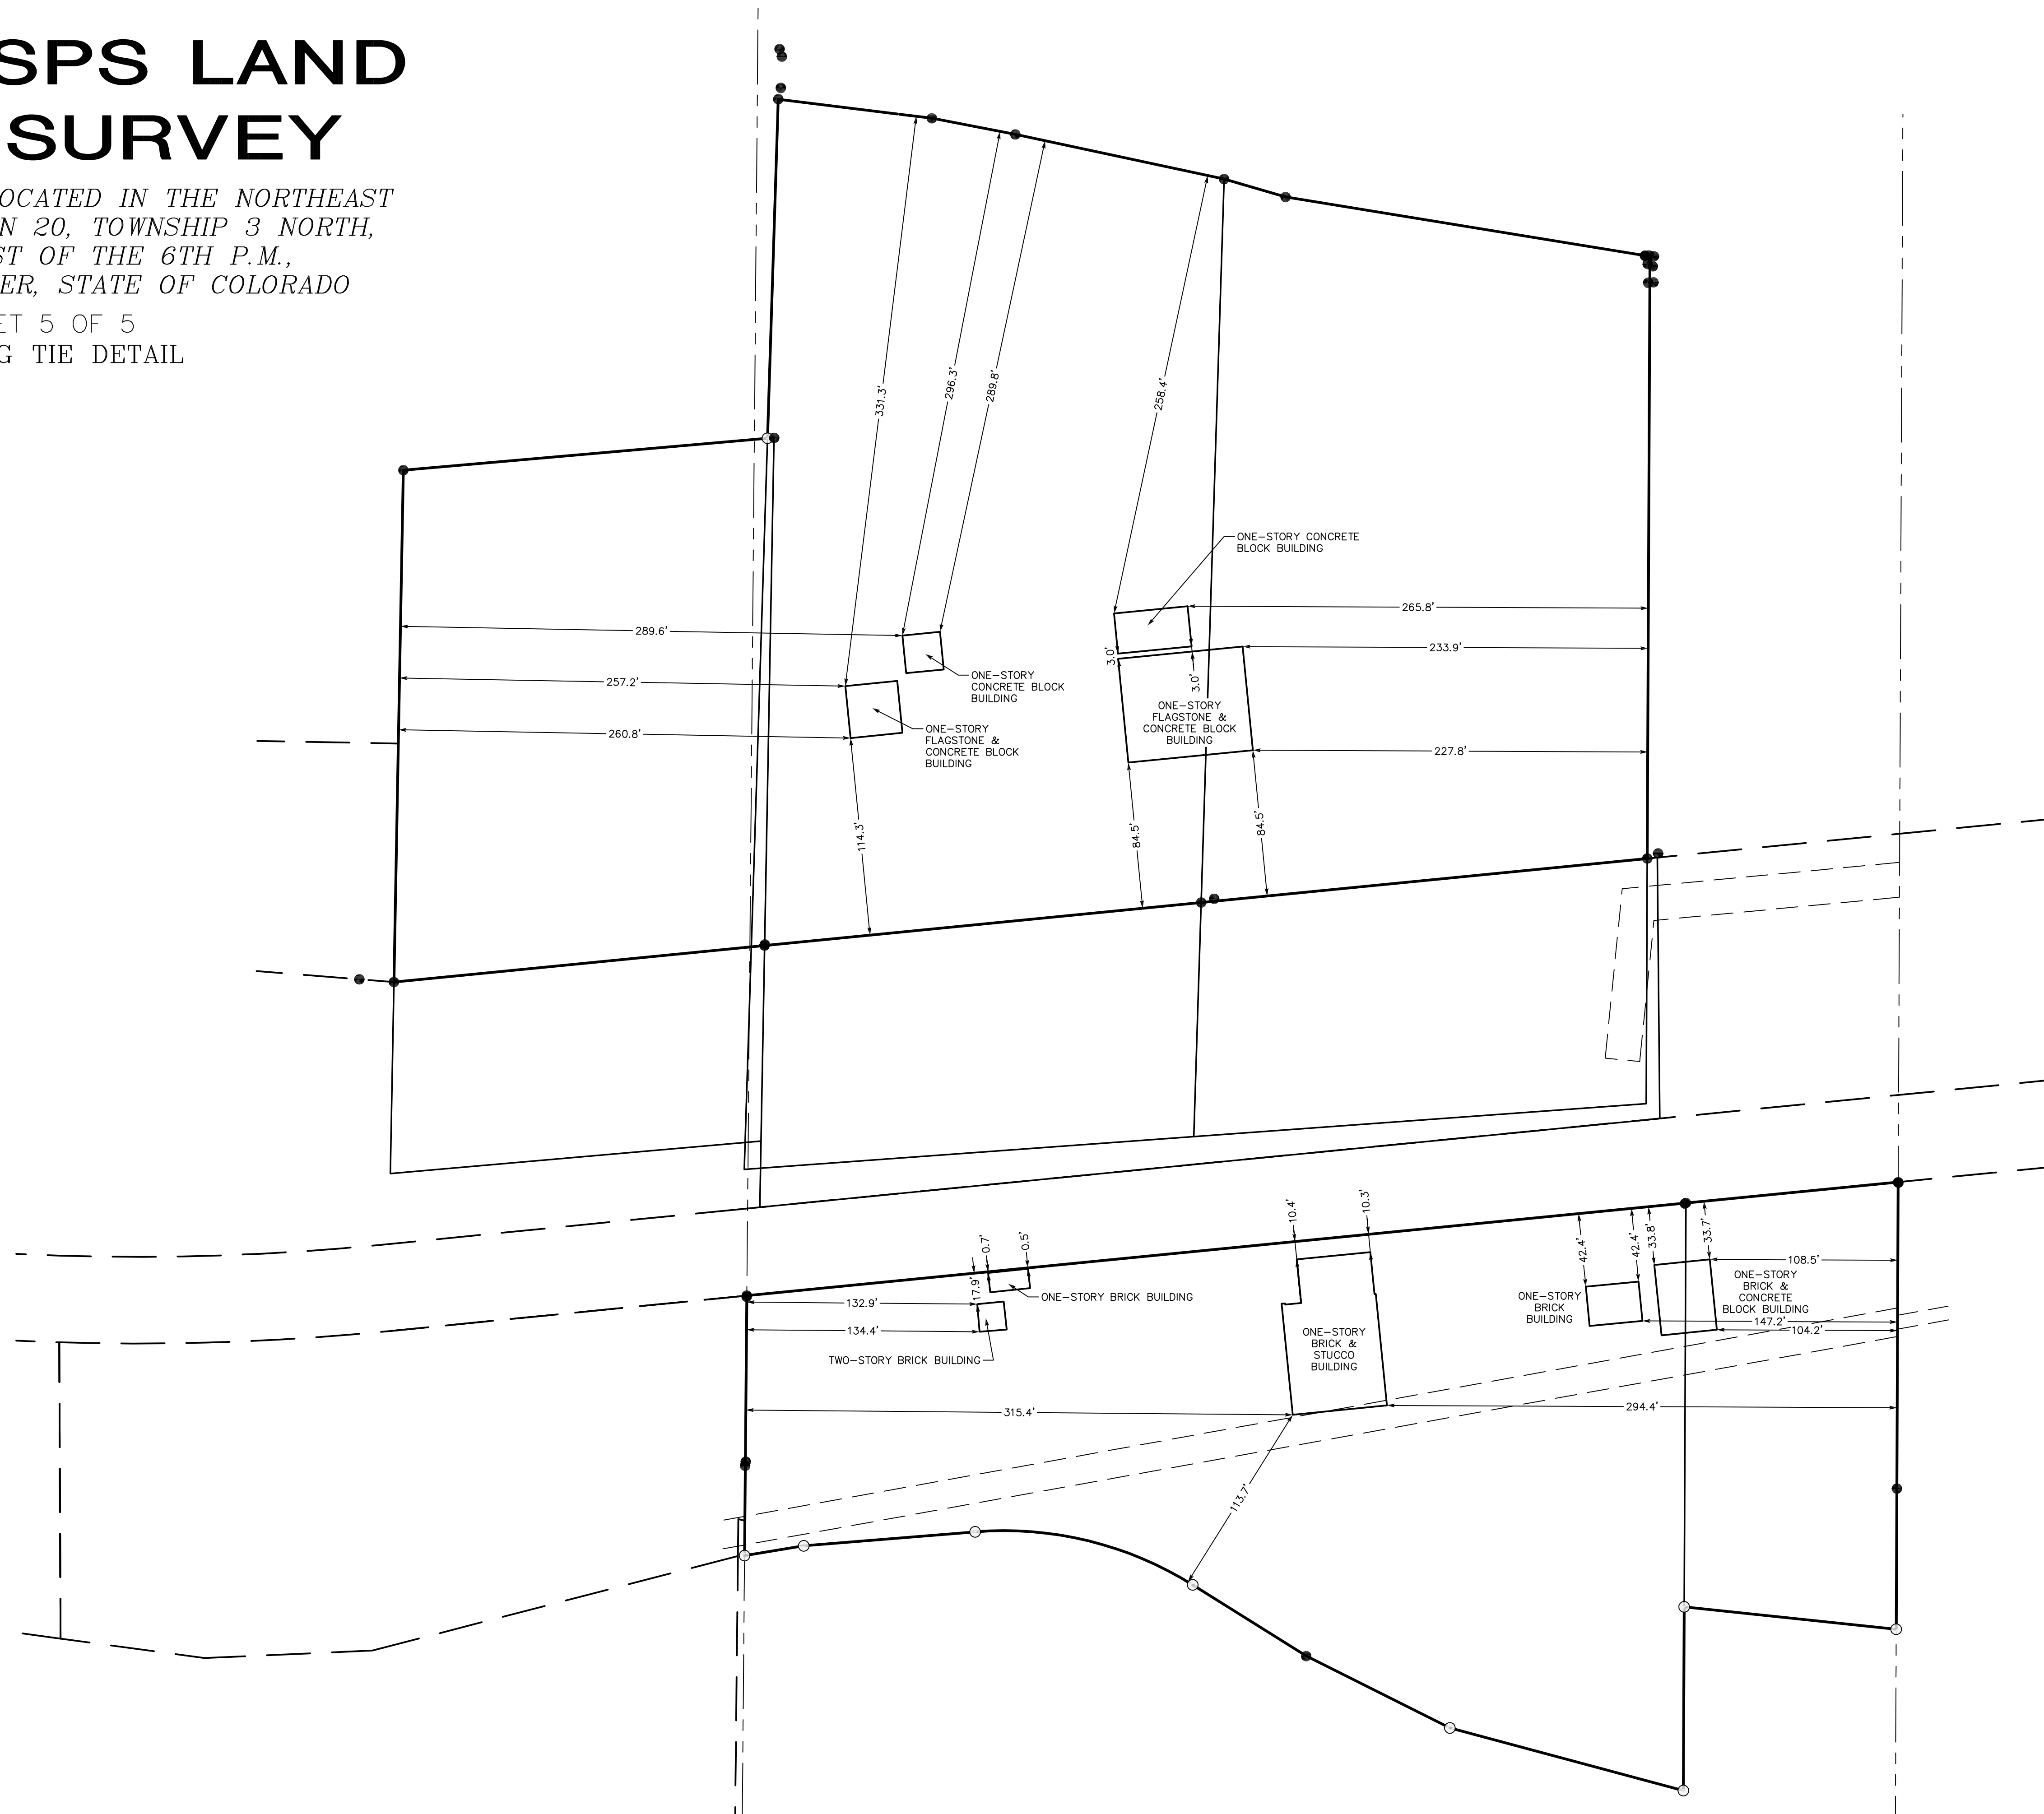 SPS LAND
SURVEY
OCATED IN THE NORTHEAST
N 20, TOWNSHIP 3 NORTH,
ST OF THE 6TH P.M.,
ER, STATE OF COLORADO
ET 5 OF 5
G TIE DETAIL
331.3'
296.3'
289.8'
258.4'
ONE-STORY CONCRETE
BLOCK BUILDING
265.8'
289.6'
233.9'
3.0'
3.0'
ONE-STORY
CONCRETE BLOCK
BUILDING
257.2'
ONE-STORY
FLAGSTONE &
CONCRETE BLOCK
BUILDING
260.8'
ONE-STORY
FLAGSTONE &
CONCRETE BLOCK
BUILDING
227.8'
114.3'
84.5'
84.5'
10.4'
10.3'
0.7'
0.5'
42.4'
42.4'
33.8'
33.7'
108.5'
17.9'
132.9'
ONE-STORY BRICK BUILDING
ONE-STORY
BRICK
BUILDING
ONE-STORY
BRICK &
CONCRETE
BLOCK BUILDING
147.2'
104.2'
134.4'
TWO-STORY BRICK BUILDING
ONE-STORY
BRICK &
STUCCO
BUILDING
315.4'
294.4'
113.7'